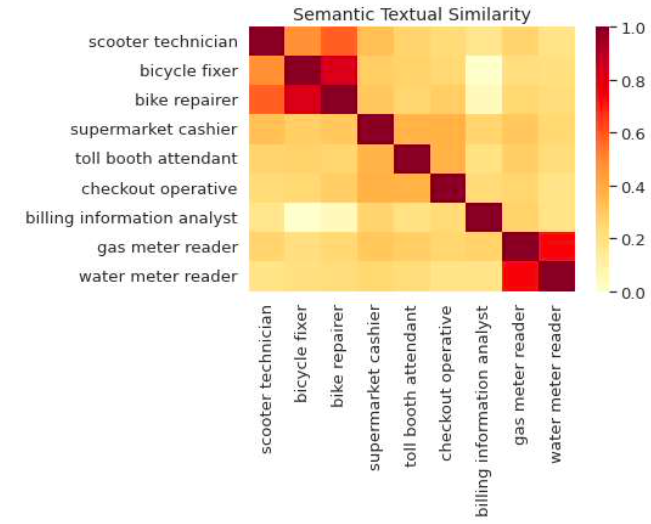 Semantic Textual Similarity
scooter technician
bicycle fixer
bike repairer
supermarket cashier
toll booth attendant
checkout operative
billing information analyst
gas meter reader
water meter reader
1.0
0.8
0.6
0.4
0.2
0.0
scooter technician
bicycle fixer
bike repairer
supermarket cashier
toll booth attendant
checkout operative
billing information analyst
gas meter reader
water meter reader